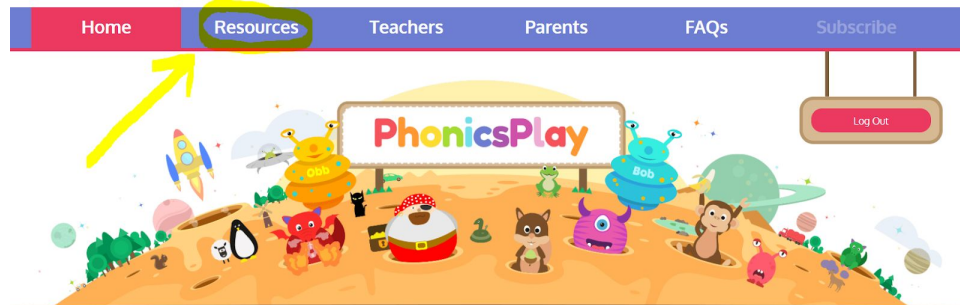 Home Resources Teachers Parents FAQs Subscribe
Log Out
PhonicsPlay
Obb
Bob